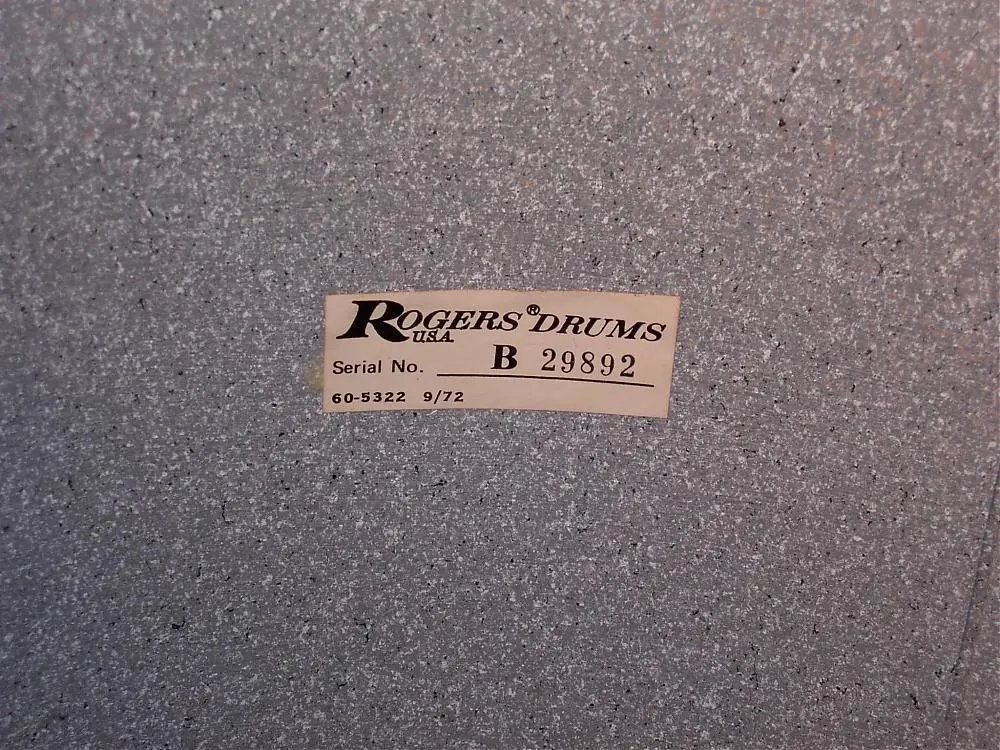 ROGERS® DRUMS
U.S.A.
Serial No. B 29892
60-5322 9/72